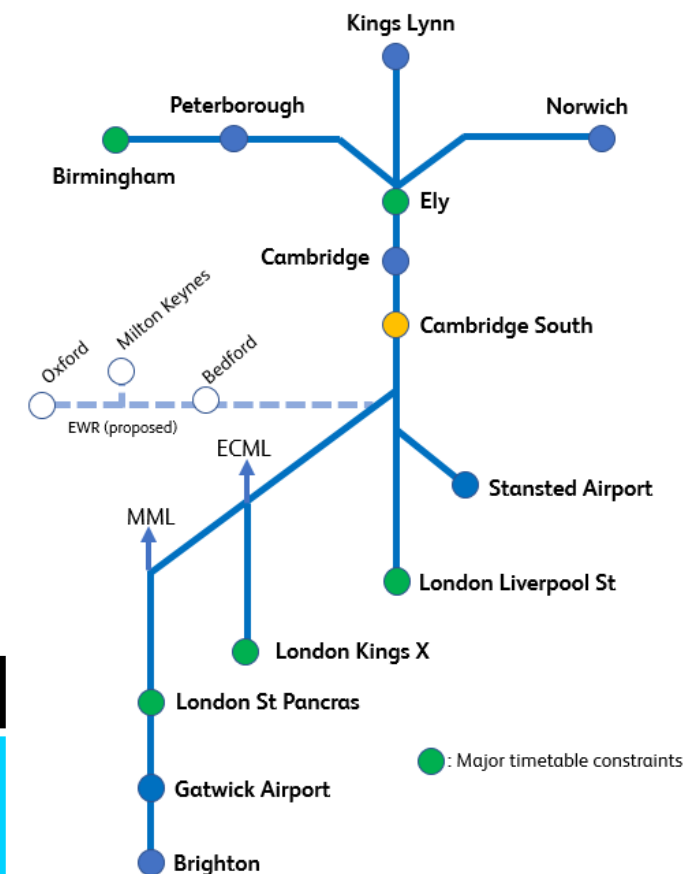 Kings Lynn
Peterborough
Norwich
Birmingham
Ely
Cambridge
Cambridge South
Oxford
Milton Keynes
Bedford
EWR (proposed)
ECML
Stansted Airport
MML
London Liverpool St
London Kings X
London St Pancras
: Major timetable constraints
Gatwick Airport
Brighton